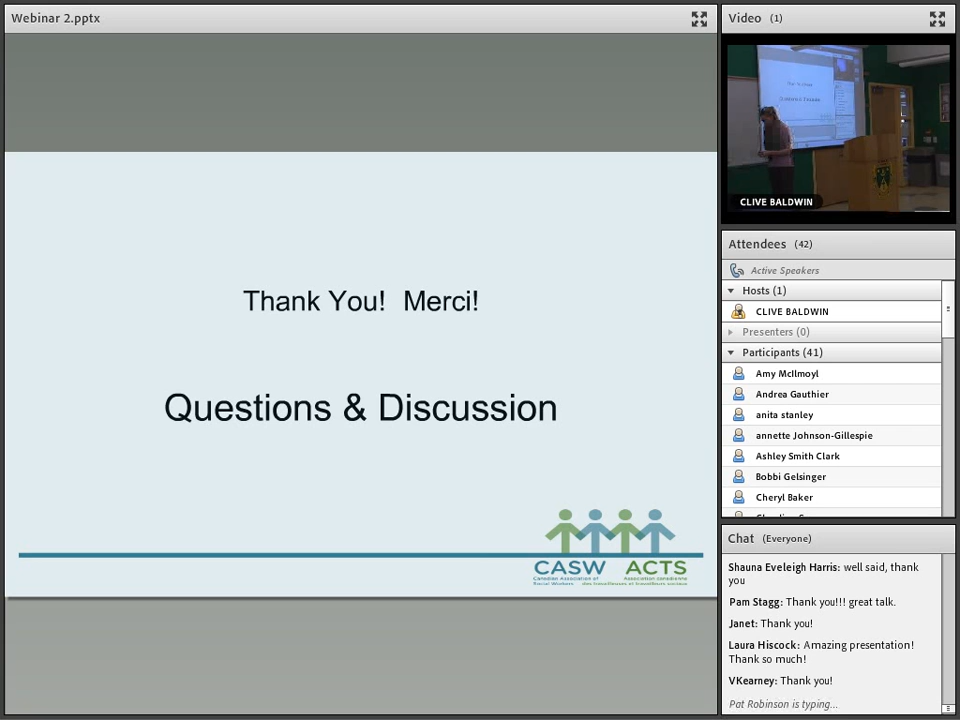 Webinar 2.pptx
Thank You!  Merci!
Questions & Discussion
CASW ACTS
Canadian Association of
Social Workers
Association canadienne
des travailleuses et travailleurs sociaux
Video (1)
CLIVE BALDWIN
Attendees (42)
Active Speakers
Hosts (1)
CLIVE BALDWIN
Presenters (0)
Participants (41)
Amy McIlmoyl
Andrea Gauthier
anita stanley
annette Johnson-Gillespie
Ashley Smith Clark
Bobbi Gelsinger
Cheryl Baker
Chat (Everyone)
Shauna Eveleigh Harris: well said, thank
you
Pam Stagg: Thank you!!! great talk.
Janet: Thank you!
Laura Hiscock: Amazing presentation!
Thank so much!
VKearney: Thank you!
Pat Robinson is typing...